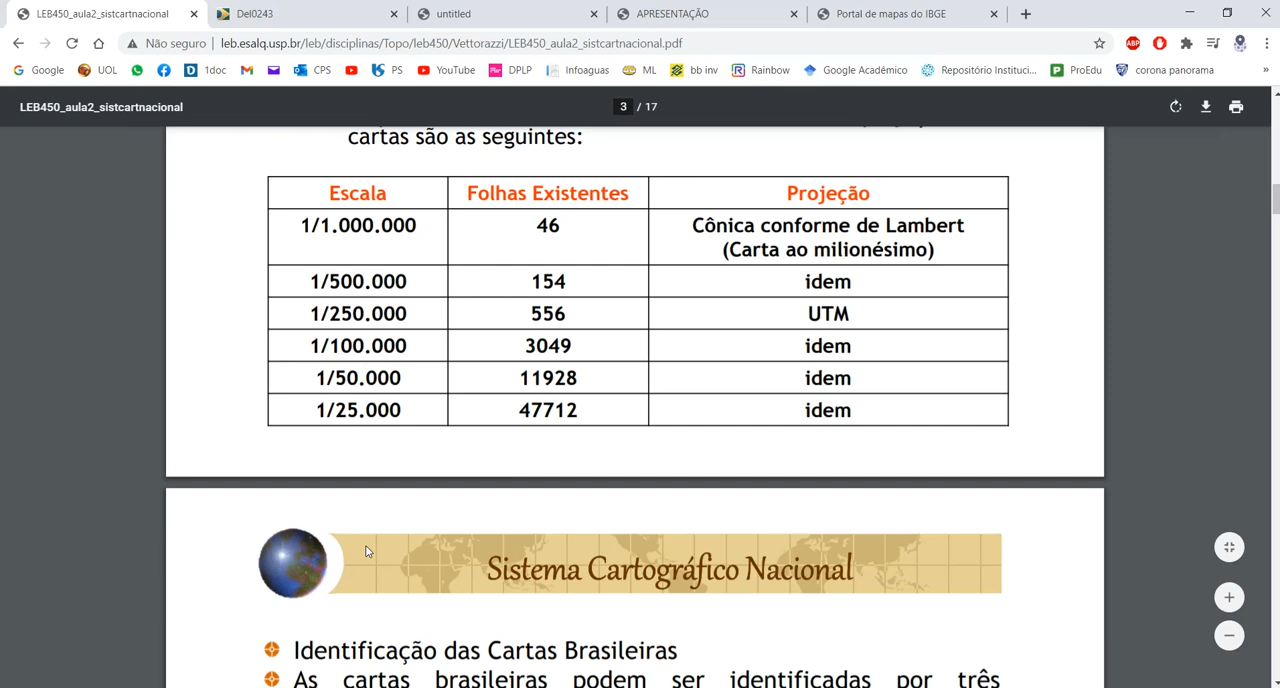 LEB450_aula2_sistcartnacional
Del0243
untitled
APRESENTAÇÃO
Portal de mapas do IBGE
Não seguro
leb.esalq.usp.br/leb/disciplinas/Topo/leb450/Vettorazzi/LEB450_aula2_sistcartnacional.pdf
ABP
Google
UOL
1doc
CPS
PS
YouTube
DPLP
Infoaguas
ML
bb inv
Rainbow
Google Acadêmico
Repositório Instituci...
ProEdu
corona panorama
»
LEB450_aula2_sistcartnacional
3 / 17
cartas são as seguintes:
Escala Folhas Existentes Projeção
1/1.000.000 46 Cônica conforme de Lambert
(Carta ao milionésimo)
1/500.000 154 idem
1/250.000 556 UTM
1/100.000 3049 idem
1/50.000 11928 idem
1/25.000 47712 idem
Sistema Cartográfico Nacional
Identificação das Cartas Brasileiras
As cartas brasileiras podem ser identificadas por três